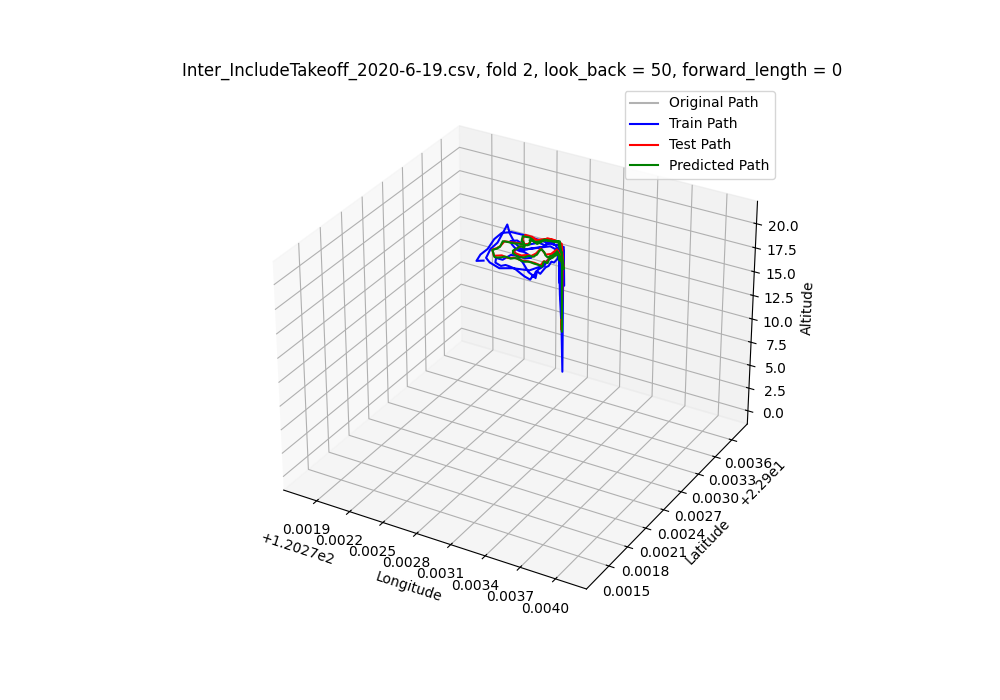 Inter_IncludeTakeoff_2020-6-19.csv, fold 2, look_back = 50, forward_length = 0
Original Path
Train Path
Test Path
Predicted Path
20.0
17.5
15.0
12.5
10.0
7.5
5.0
2.5
0.0
Altitude
0.0036
0.0033
0.0030
0.0027
0.0024
0.0021
0.0018
0.0015
+2.29e1
Latitude
0.0019
0.0022
0.0025
0.0028
0.0031
0.0034
0.0037
0.0040
+1.2027e2
Longitude